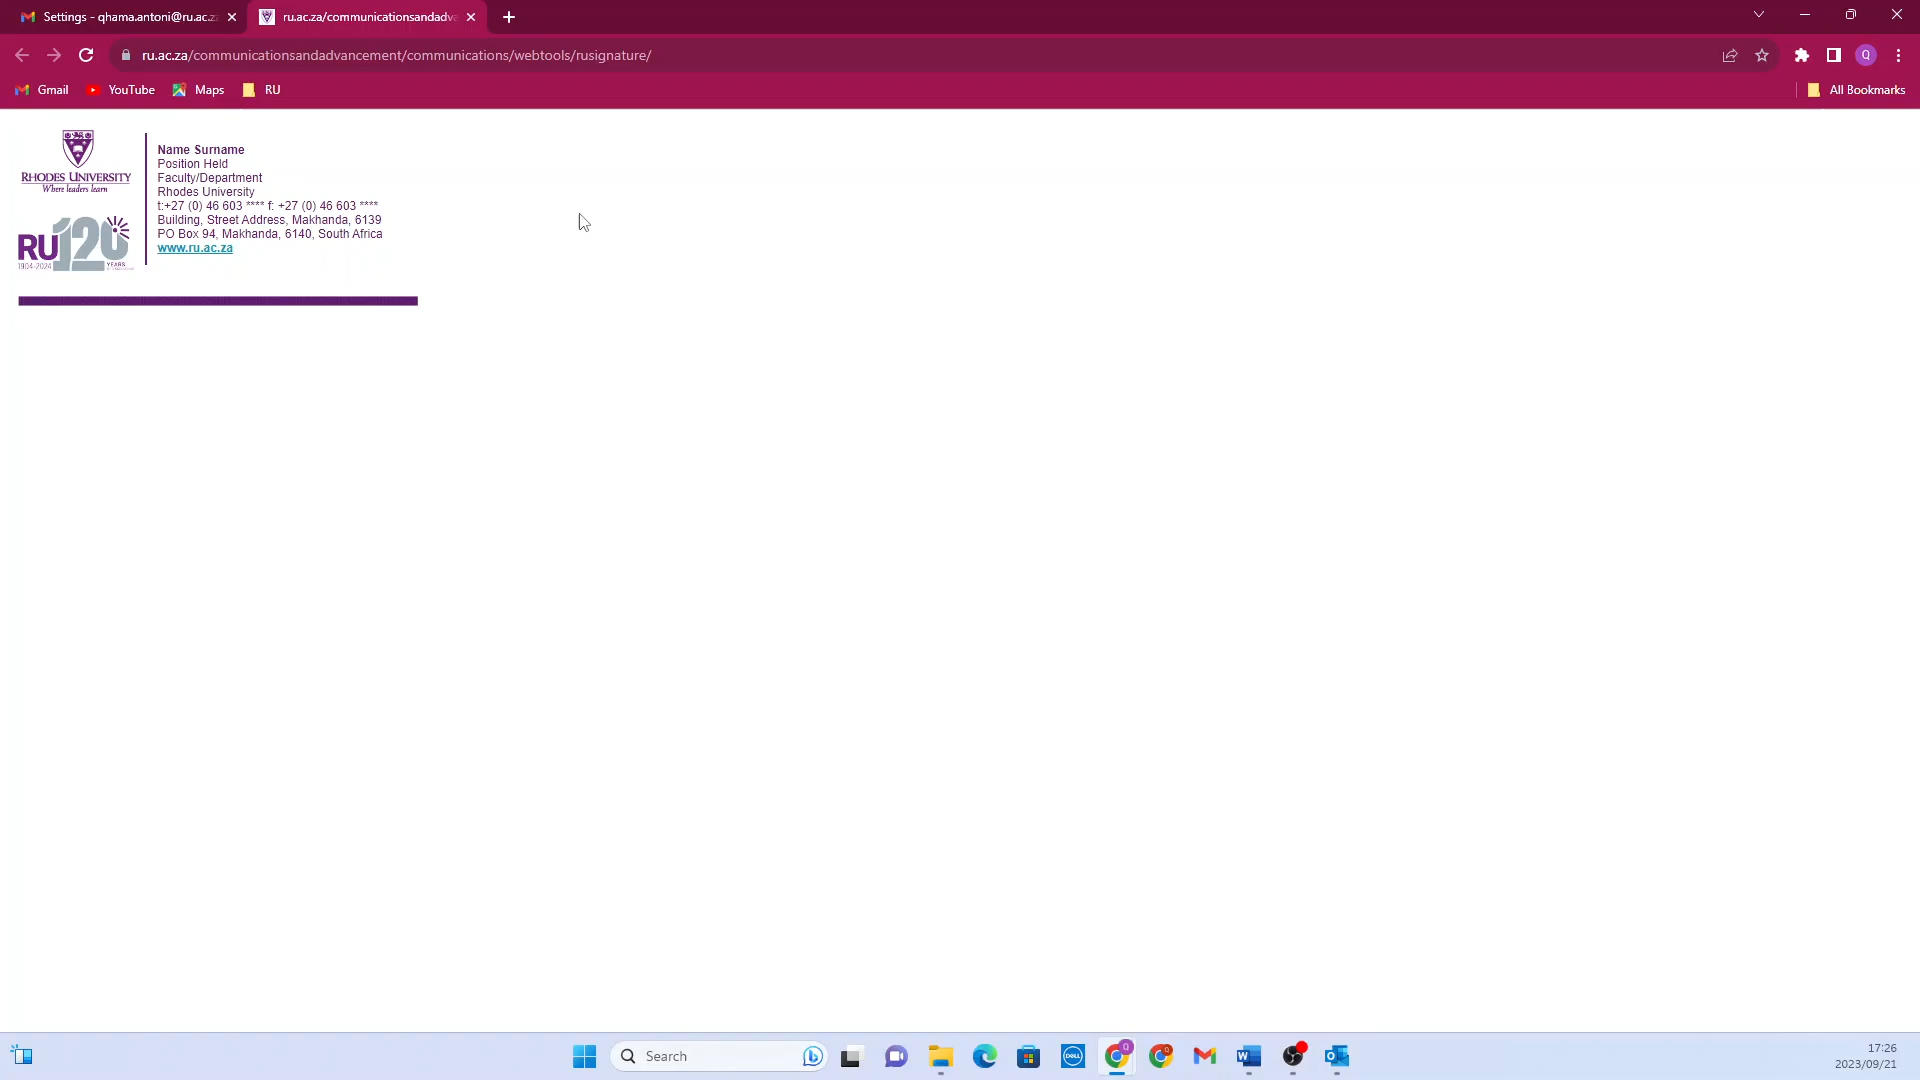 Settings - qhama.antoni@ru.ac.z
ru.ac.za/communicationsandadva
ru.ac.za/communicationsandadvancement/communications/webtools/rusignature/
Q
Gmail
YouTube
Maps
RU
All Bookmarks
RHODES UNIVERSITY
Where leaders learn
RU120
1904-2024
YEARS
Name Surname
Position Held
Faculty/Department
Rhodes University
t:+27 (0) 46 603 **** f: +27 (0) 46 603 ****
Building, Street Address, Makhanda, 6139
PO Box 94, Makhanda, 6140, South Africa
www.ru.ac.za
Search
DELL
17:26
2023/09/21